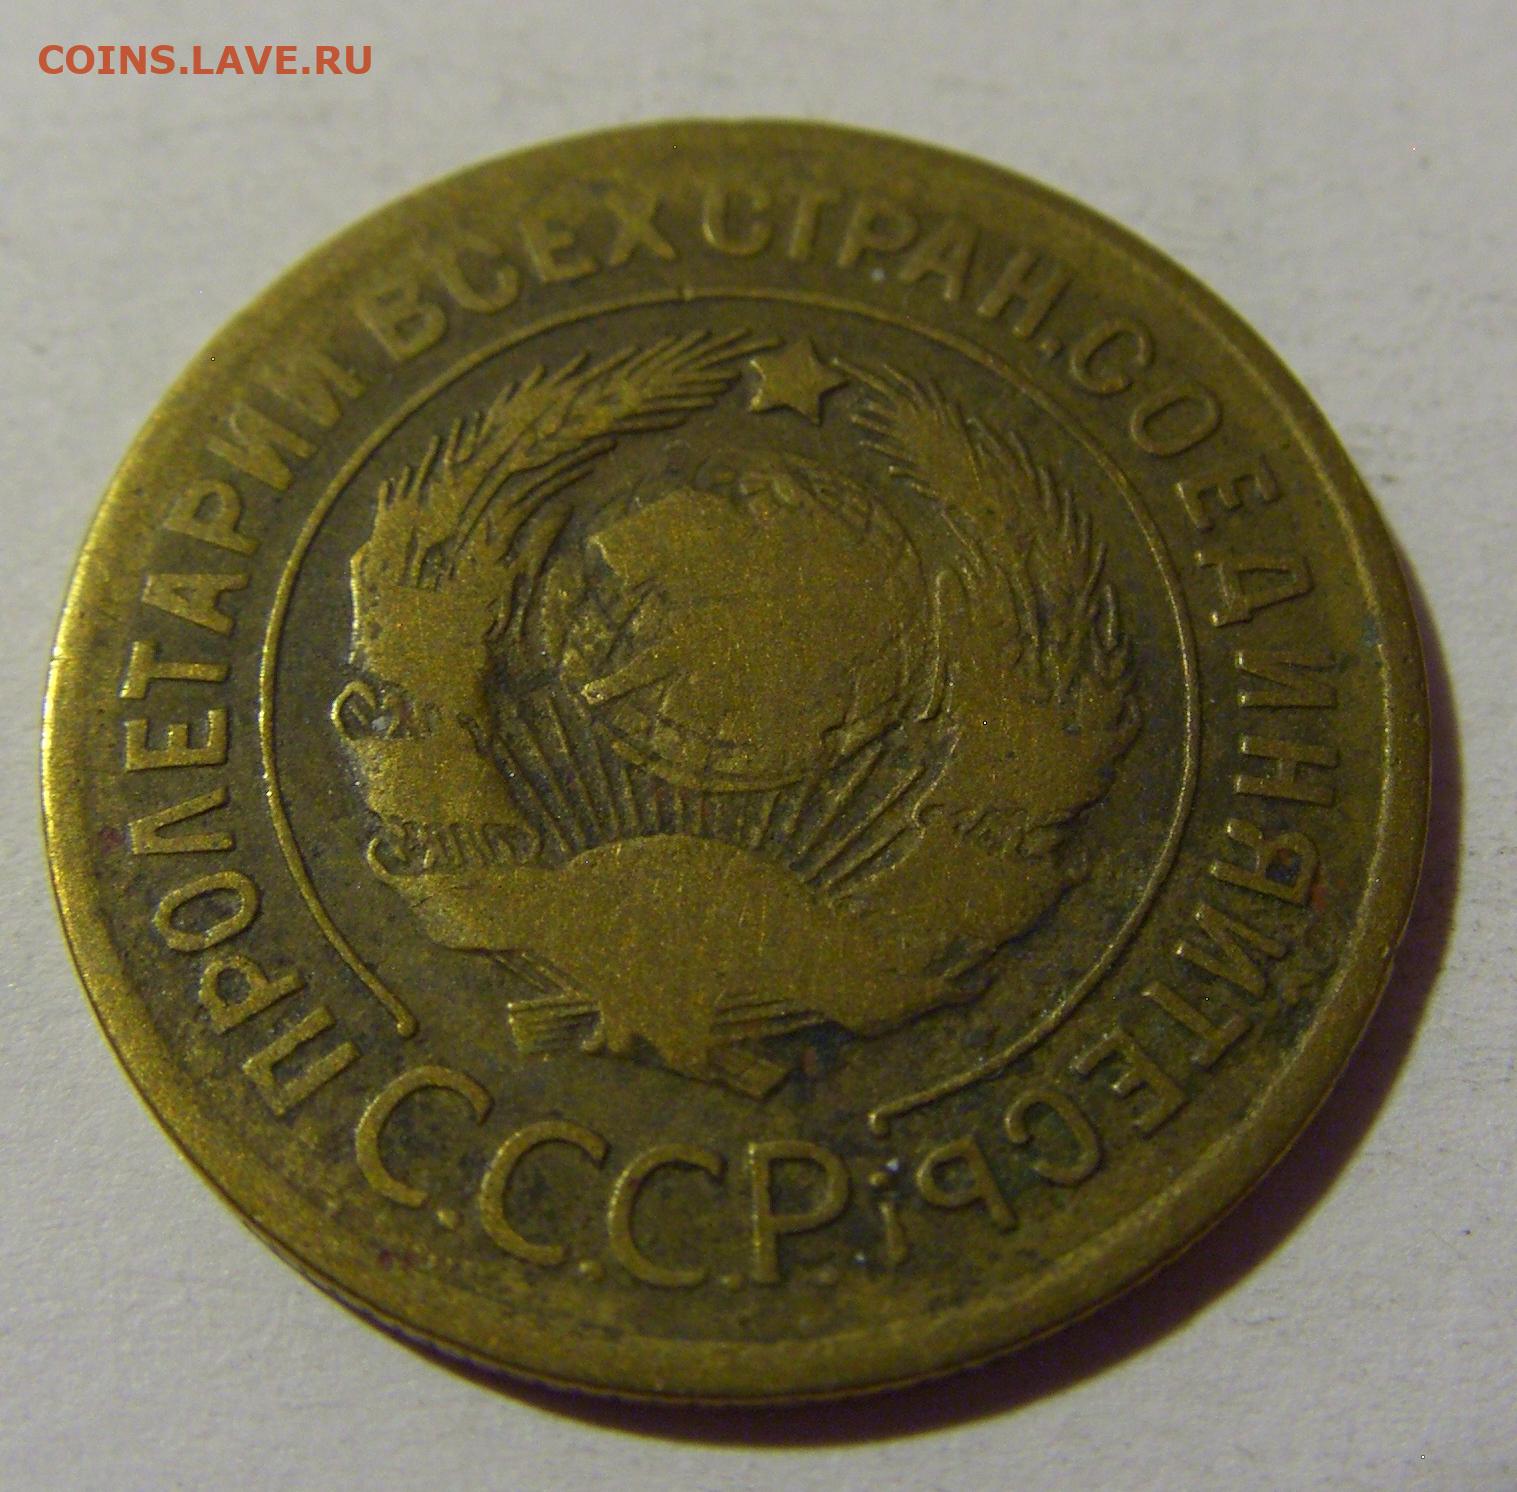 COINS.LAVE.RU
ПРОЛЕТАРИИ ВСЕХ СТРАН, СОЕДИНЯЙТЕСЬ!
С.С.С.Р.